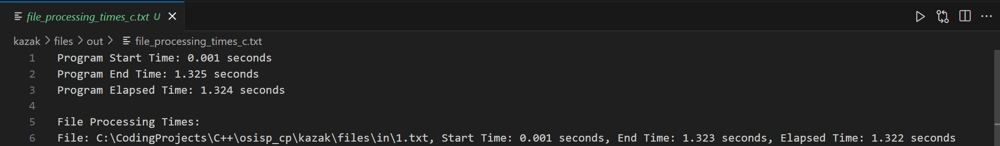 file_processing_times_c.txt U
kazak > files > out > file_processing_times_c.txt
1 Program Start Time: 0.001 seconds
2 Program End Time: 1.325 seconds
3 Program Elapsed Time: 1.324 seconds
4
5 File Processing Times:
6 File: C:\CodingProjects\C++\osisp_cp\kazak\files\in\1.txt, Start Time: 0.001 seconds, End Time: 1.323 seconds, Elapsed Time: 1.322 seconds